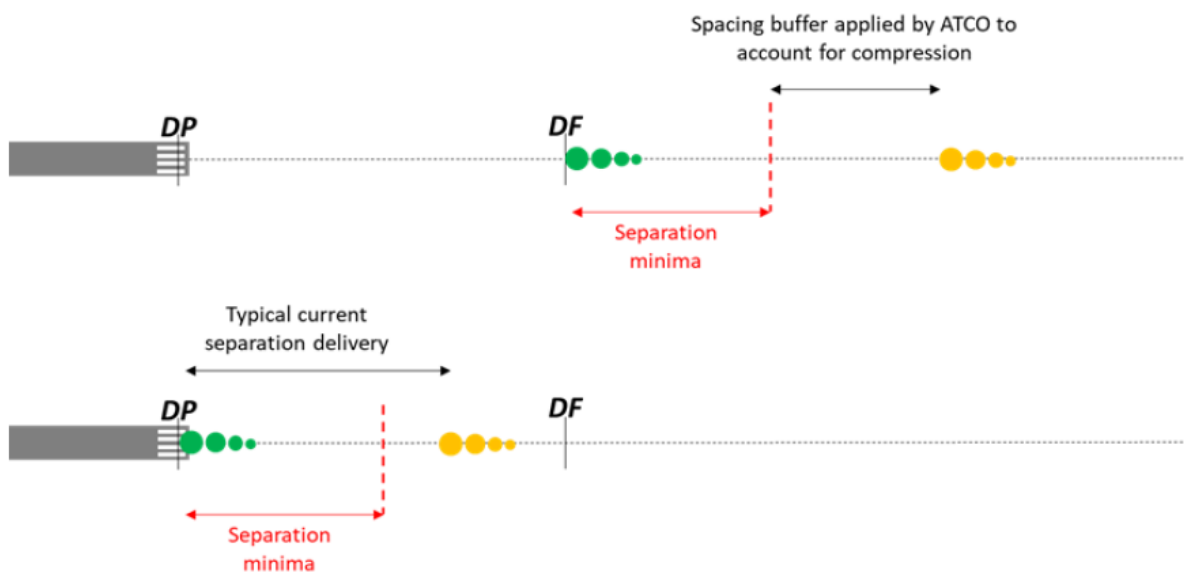 Spacing buffer applied by ATCO to
account for compression
DP
DF
Separation
minima
Typical current
separation delivery
DP
DF
Separation
minima